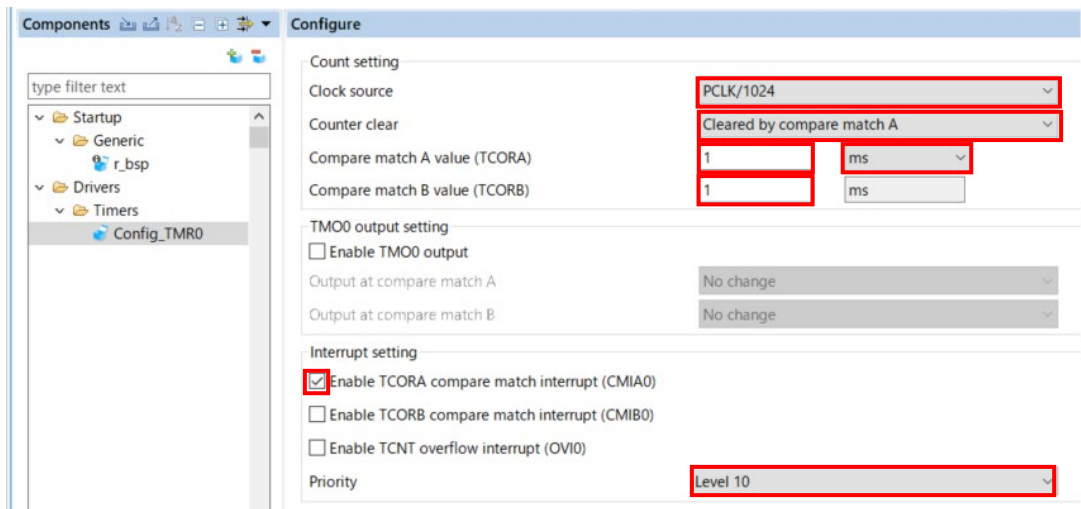 Components
Configure
type filter text
Startup
Generic
r_bsp
Drivers
Timers
Config_TMR0
Count setting
Clock source PCLK/1024
Counter clear Cleared by compare match A
Compare match A value (TCORA) 1 ms
Compare match B value (TCORB) 1 ms
TMO0 output setting
Enable TMO0 output
Output at compare match A No change
Output at compare match B No change
Interrupt setting
Enable TCORA compare match interrupt (CMIA0)
Enable TCORB compare match interrupt (CMIB0)
Enable TCNT overflow interrupt (OVI0)
Priority Level 10